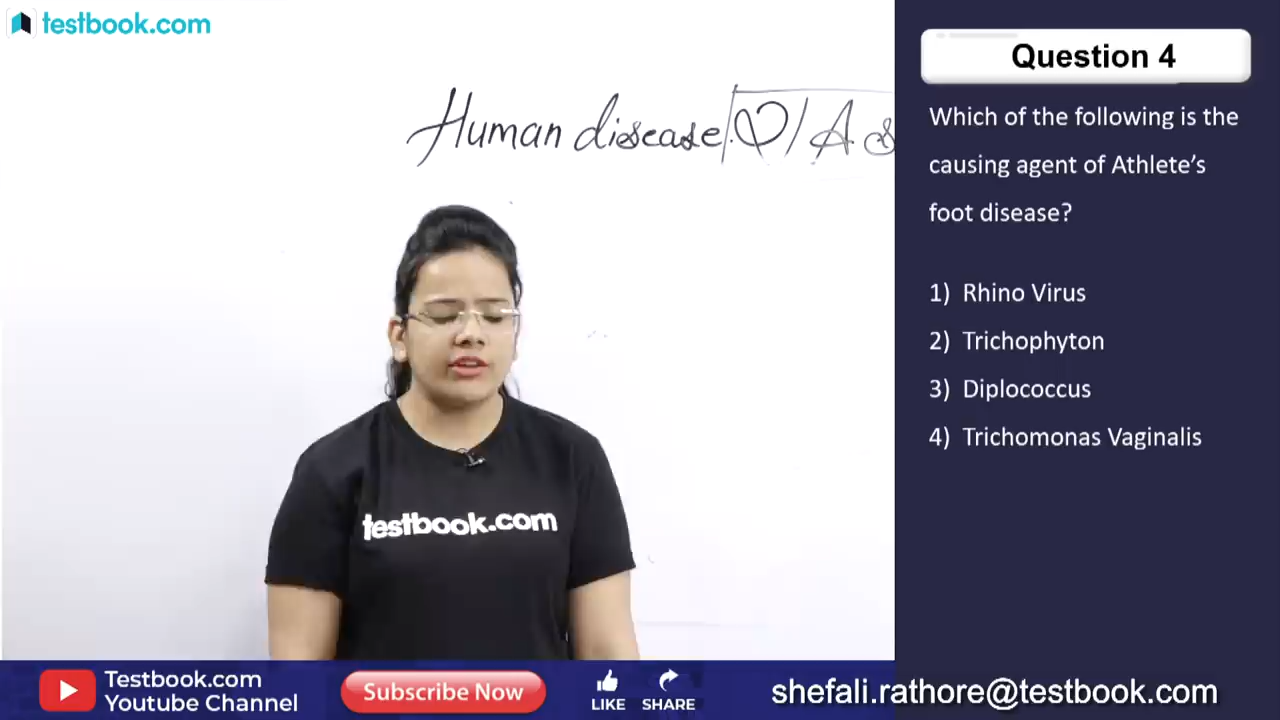 testbook.com
Human disease
Question 4
Which of the following is the
causing agent of Athlete’s
foot disease?
1) Rhino Virus
2) Trichophyton
3) Diplococcus
4) Trichomonas Vaginalis
testbook.com
Testbook.com
Youtube Channel
Subscribe Now
LIKE
SHARE
shefali.rathore@testbook.com